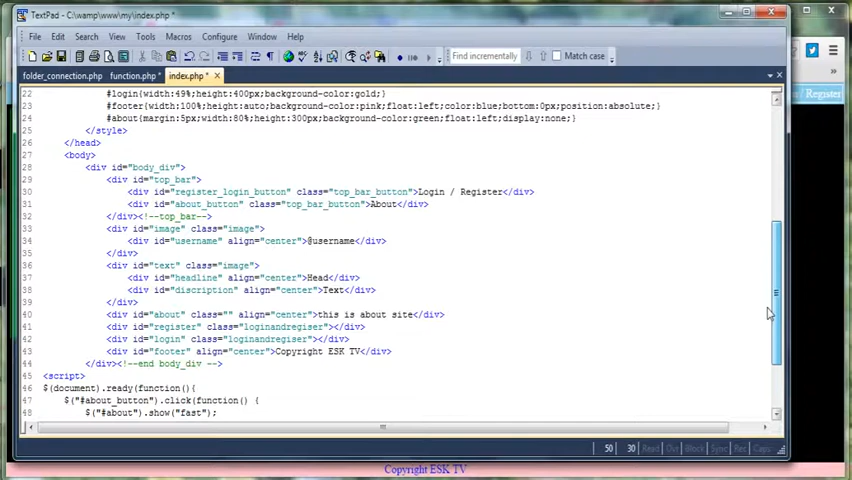 TextPad - C:\wamp\www\my\index.php *
File Edit Search View Tools Macros Configure Window Help
Find incrementally Match case
folder_connection.php function.php * index.php *
22 #login{width:49%;height:400px;background-color:gold;}
23 #footer{width:100%;height:auto;background-color:pink;float:left;color:blue;bottom:0px;position:absolute;}
24 #about{margin:5px;width:80%;height:300px;background-color:green;float:left;display:none;}
25 </style>
26 </head>
27 <body>
28 <div id="body_div">
29 <div id="top_bar">
30 <div id="register_login_button" class="top_bar_button">Login / Register</div>
31 <div id="about_button" class="top_bar_button">About</div>
32 </div><!--top_bar-->
33 <div id="image" class="image">
34 <div id="username" align="center">@username</div>
35 </div>
36 <div id="text" class="image">
37 <div id="headline" align="center">Head</div>
38 <div id="discription" align="center">Text</div>
39 </div>
40 <div id="about" class="" align="center">this is about site</div>
41 <div id="register" class="loginandregiser"></div>
42 <div id="login" class="loginandregiser"></div>
43 <div id="footer" align="center">Copyright ESK TV</div>
44 </div><!--end body_div -->
45 <script>
46 $(document).ready(function(){
47 $("#about_button").click(function() {
48 $("#about").show("fast");
50 30 Read Ovr Block Sync Rec Caps
/ Register
Copyright ESK TV